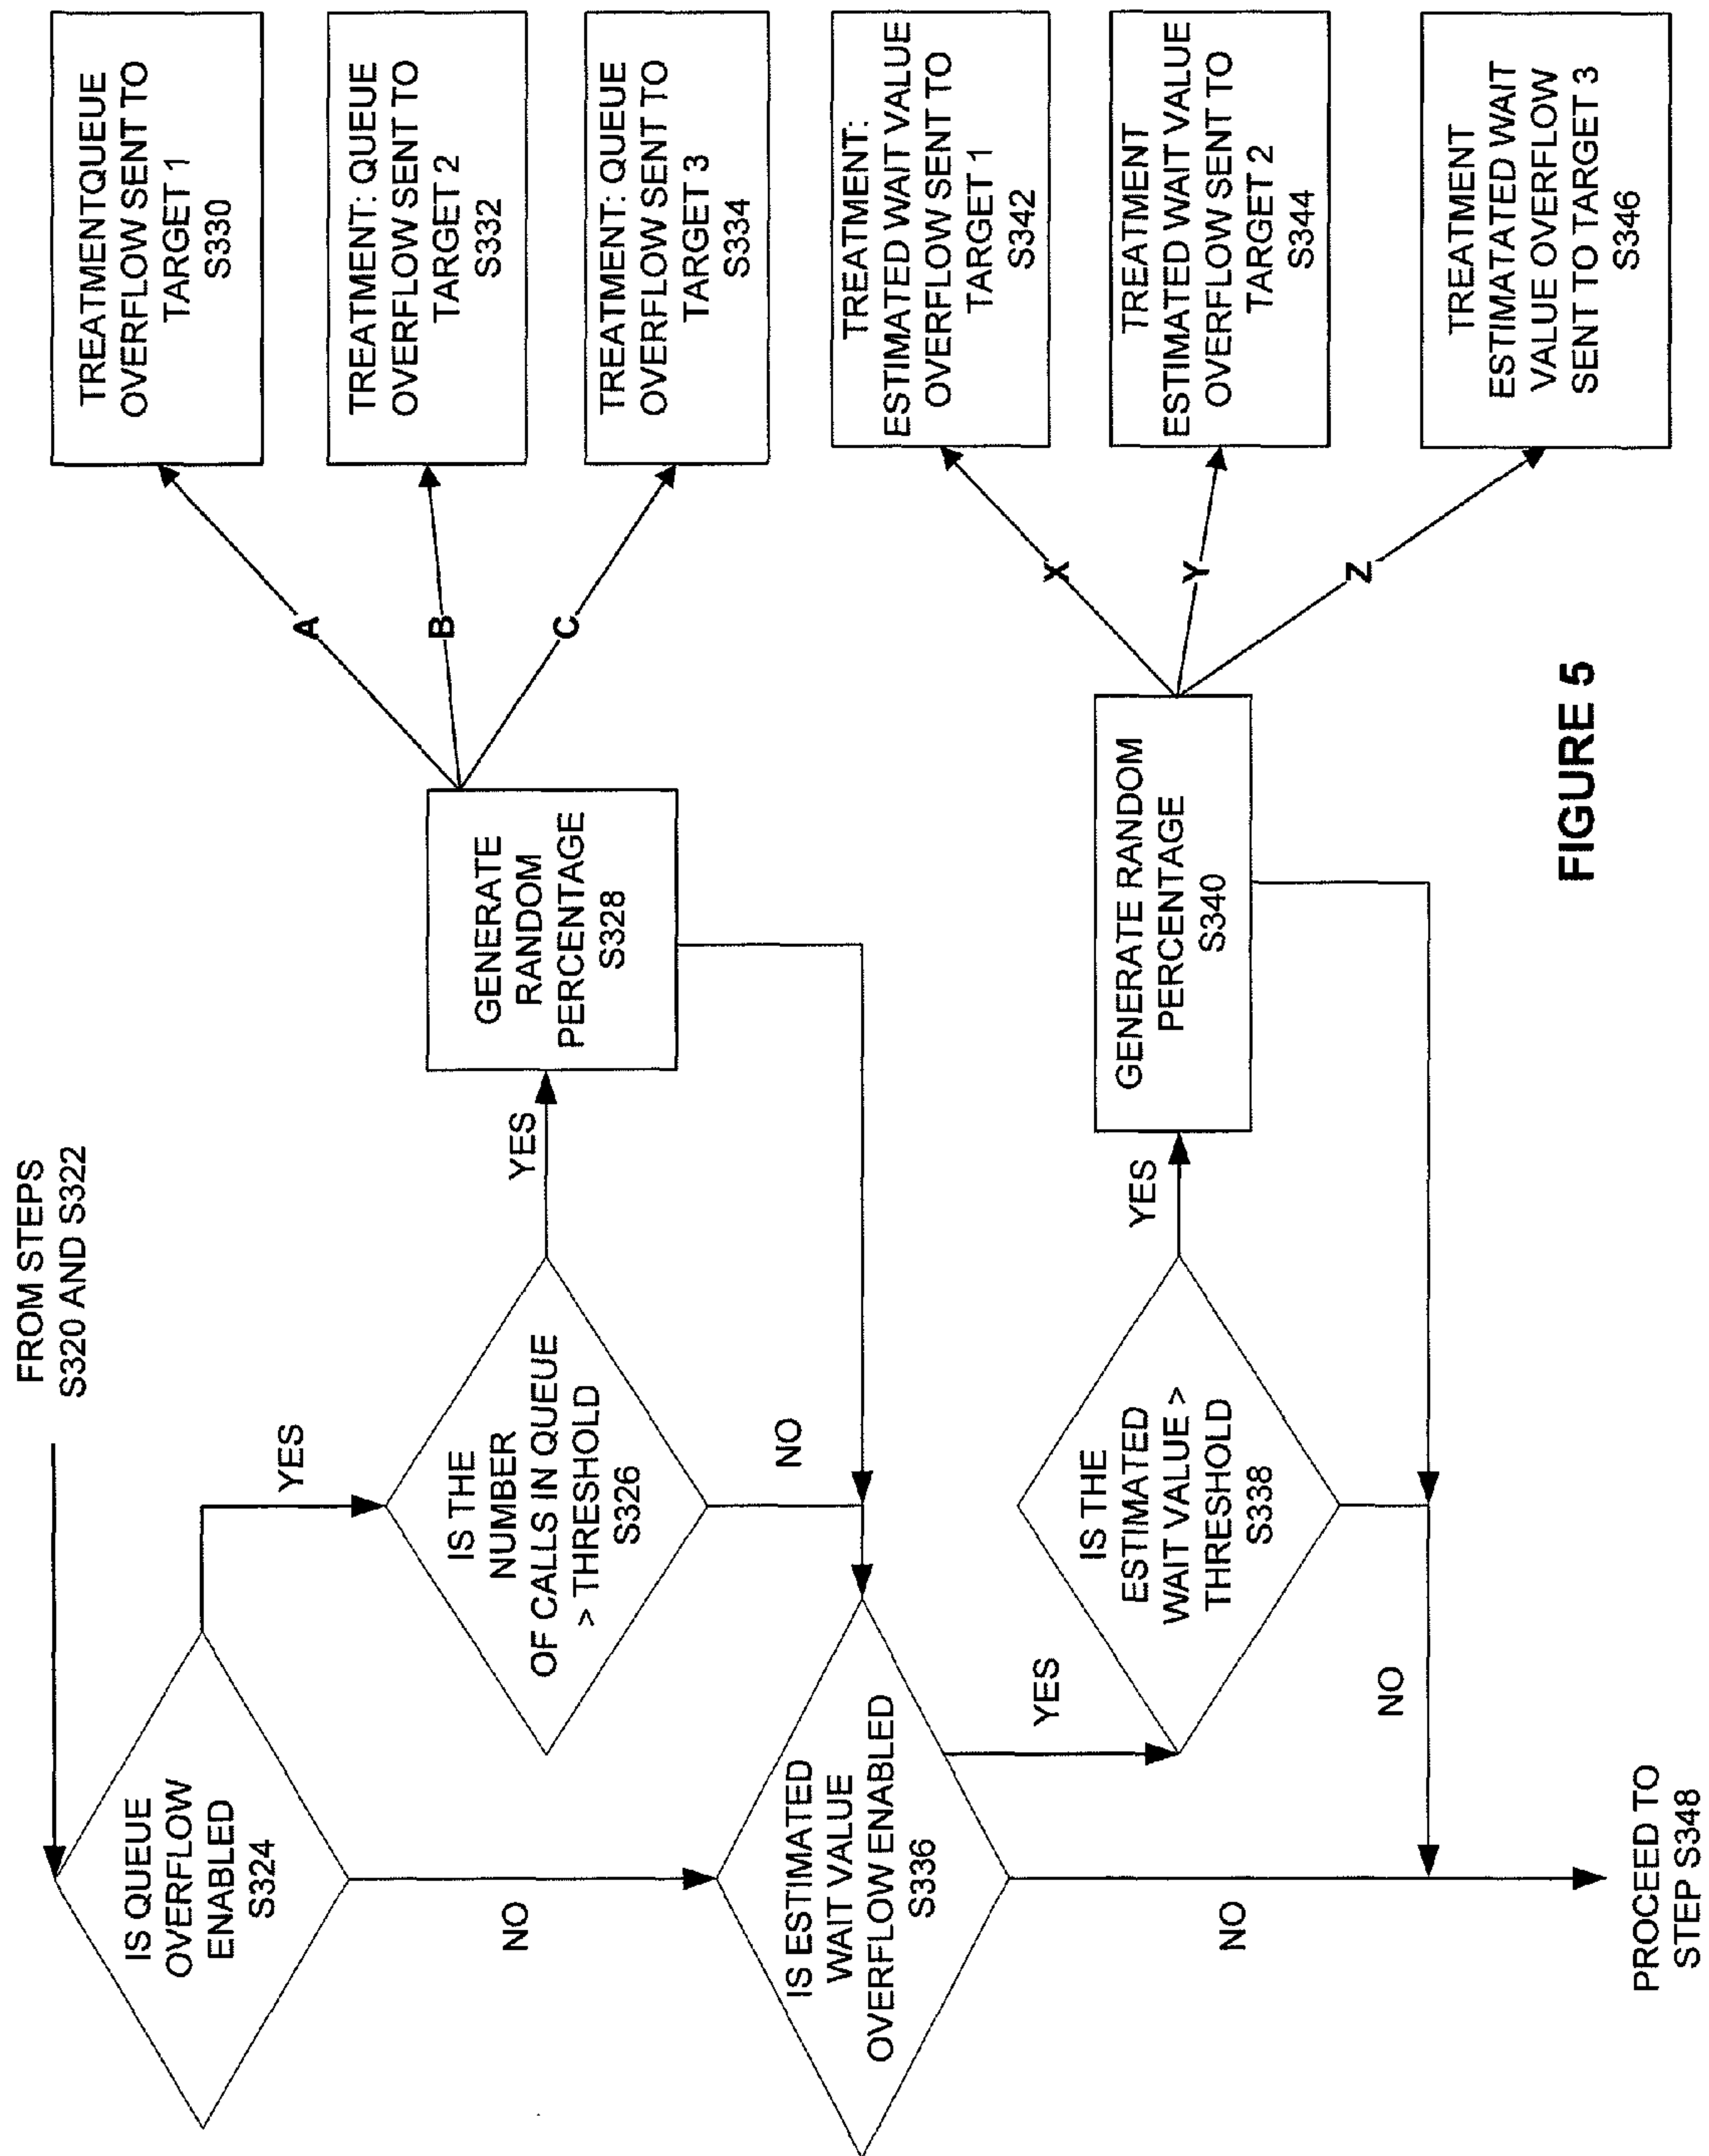 FROM STEPS
S320 AND S322
IS QUEUE
OVERFLOW
ENABLED
S324
YES
NO
IS THE
NUMBER
OF CALLS IN QUEUE
> THRESHOLD
S326
YES
NO
GENERATE
RANDOM
PERCENTAGE
S328
A
B
C
TREATMENTQUEUE
OVERFLOW SENT TO
TARGET 1
S330
TREATMENT: QUEUE
OVERFLOW SENT TO
TARGET 2
S332
TREATMENT: QUEUE
OVERFLOW SENT TO
TARGET 3
S334
IS ESTIMATED
WAIT VALUE
OVERFLOW ENABLED
S336
YES
NO
IS THE
ESTIMATED
WAIT VALUE >
THRESHOLD
S338
YES
NO
GENERATE RANDOM
PERCENTAGE
S340
X
Y
Z
TREATMENT:
ESTIMATED WAIT VALUE
OVERFLOW SENT TO
TARGET 1
S342
TREATMENT
ESTIMATED WAIT VALUE
OVERFLOW SENT TO
TARGET 2
S344
TREATMENT
ESTIMATATED WAIT
VALUE OVERFLOW
SENT TO TARGET 3
S346
PROCEED TO
STEP S348
FIGURE 5